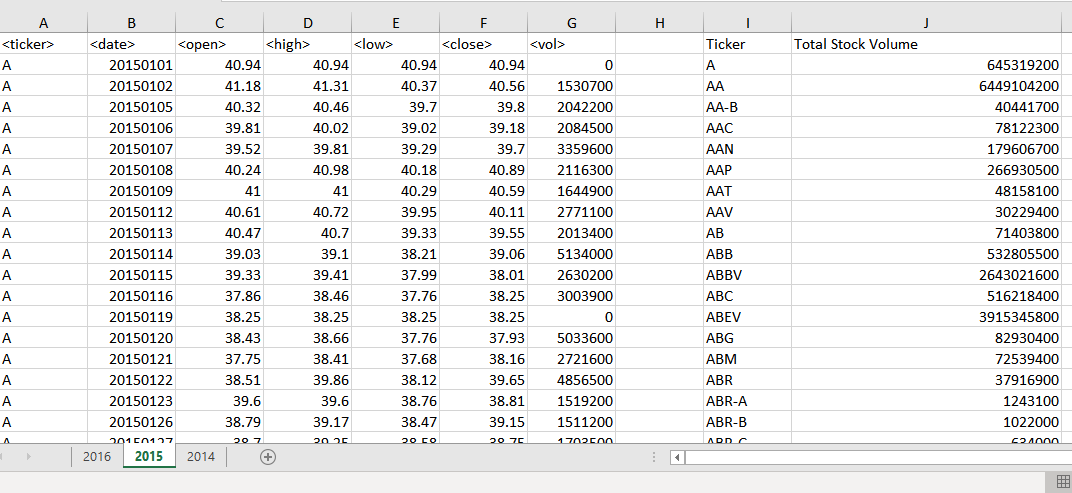 A B C D E F G H I J
<ticker> <date> <open> <high> <low> <close> <vol> Ticker Total Stock Volume
A 20150101 40.94 40.94 40.94 40.94 0 A 645319200
A 20150102 41.18 41.31 40.37 40.56 1530700 AA 6449104200
A 20150105 40.32 40.46 39.7 39.8 2042200 AA-B 40441700
A 20150106 39.81 40.02 39.02 39.18 2084500 AAC 78122300
A 20150107 39.52 39.81 39.29 39.7 3359600 AAN 179606700
A 20150108 40.24 40.98 40.18 40.89 2116300 AAP 266930500
A 20150109 41 41 40.29 40.59 1644900 AAT 48158100
A 20150112 40.61 40.72 39.95 40.11 2771100 AAV 30229400
A 20150113 40.47 40.7 39.33 39.55 2013400 AB 71403800
A 20150114 39.03 39.1 38.21 39.06 5134000 ABB 532805500
A 20150115 39.33 39.41 37.99 38.01 2630200 ABBV 2643021600
A 20150116 37.86 38.46 37.76 38.25 3003900 ABC 516218400
A 20150119 38.25 38.25 38.25 38.25 0 ABEV 3915345800
A 20150120 38.43 38.66 37.76 37.93 5033600 ABG 82930400
A 20150121 37.75 38.41 37.68 38.16 2721600 ABM 72539400
A 20150122 38.51 39.86 38.12 39.65 4856500 ABR 37916900
A 20150123 39.6 39.6 38.76 38.81 1519200 ABR-A 1243100
A 20150126 38.79 39.17 38.47 39.15 1511200 ABR-B 1022000
A 20150127 38.7 39.25 38.58 38.75 1703500 ABR-C 634000
2016 2015 2014